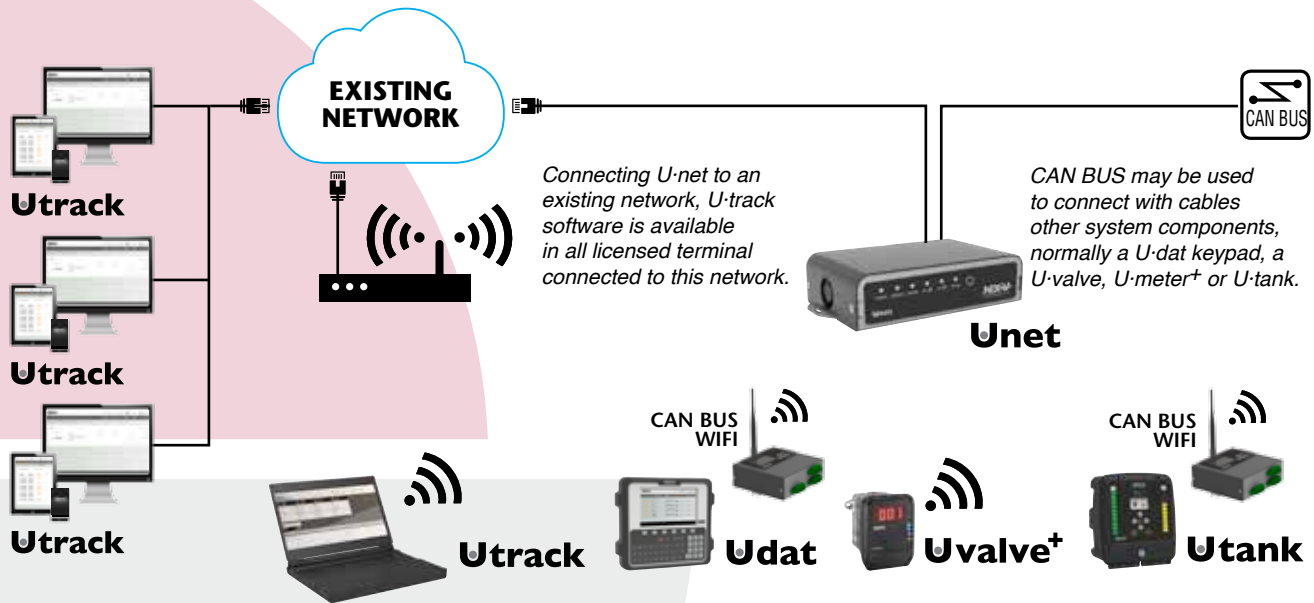 EXISTING
NETWORK
CAN BUS
Connecting U·net to an
existing network, U·track
software is available
in all licensed terminal
connected to this network.
CAN BUS may be used
to connect with cables
other system components,
normally a U·dat keypad, a
U·valve, U·meter+ or U·tank.
Utrack
Utrack
Utrack
Unet
CAN BUS
WIFI
CAN BUS
WIFI
001
Utrack
Udat
Uvalve+
Utank